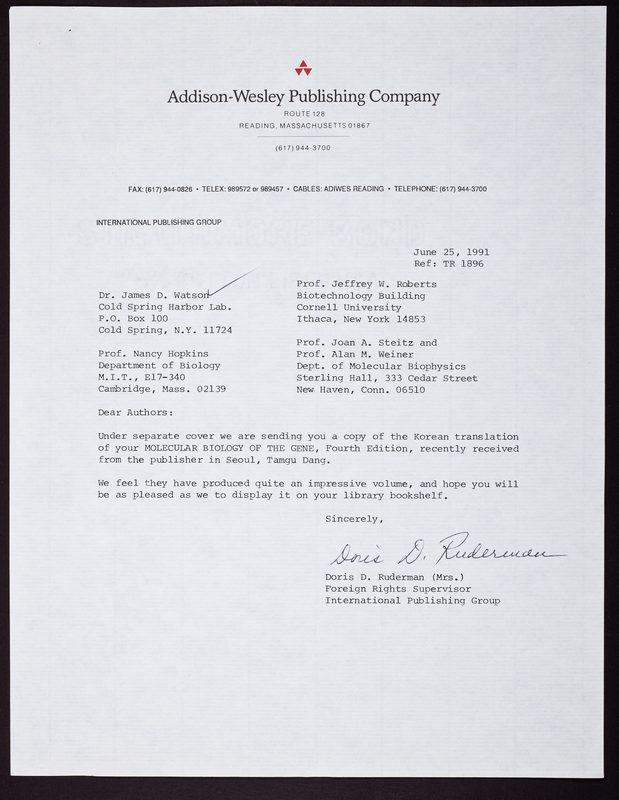 Addison-Wesley Publishing Company
ROUTE 128
READING, MASSACHUSETTS 01867
(617) 944-3700
FAX: (617) 944-0826 • TELEX: 989572 or 989457 • CABLES: ADIWES READING • TELEPHONE: (617) 944-3700
INTERNATIONAL PUBLISHING GROUP
June 25, 1991
Ref: TR 1896
Dr. James D. Watson
Cold Spring Harbor Lab.
P.O. Box 100
Cold Spring, N.Y. 11724
Prof. Nancy Hopkins
Department of Biology
M.I.T., E17-340
Cambridge, Mass. 02139
Prof. Jeffrey W. Roberts
Biotechnology Building
Cornell University
Ithaca, New York 14853
Prof. Joan A. Steitz and
Prof. Alan M. Weiner
Dept. of Molecular Biophysics
Sterling Hall, 333 Cedar Street
New Haven, Conn. 06510
Dear Authors:
Under separate cover we are sending you a copy of the Korean translation
of your MOLECULAR BIOLOGY OF THE GENE, Fourth Edition, recently received
from the publisher in Seoul, Tamgu Dang.
We feel they have produced quite an impressive volume, and hope you will
be as pleased as we to display it on your library bookshelf.
Sincerely,
Doris D. Ruderman
Doris D. Ruderman (Mrs.)
Foreign Rights Supervisor
International Publishing Group